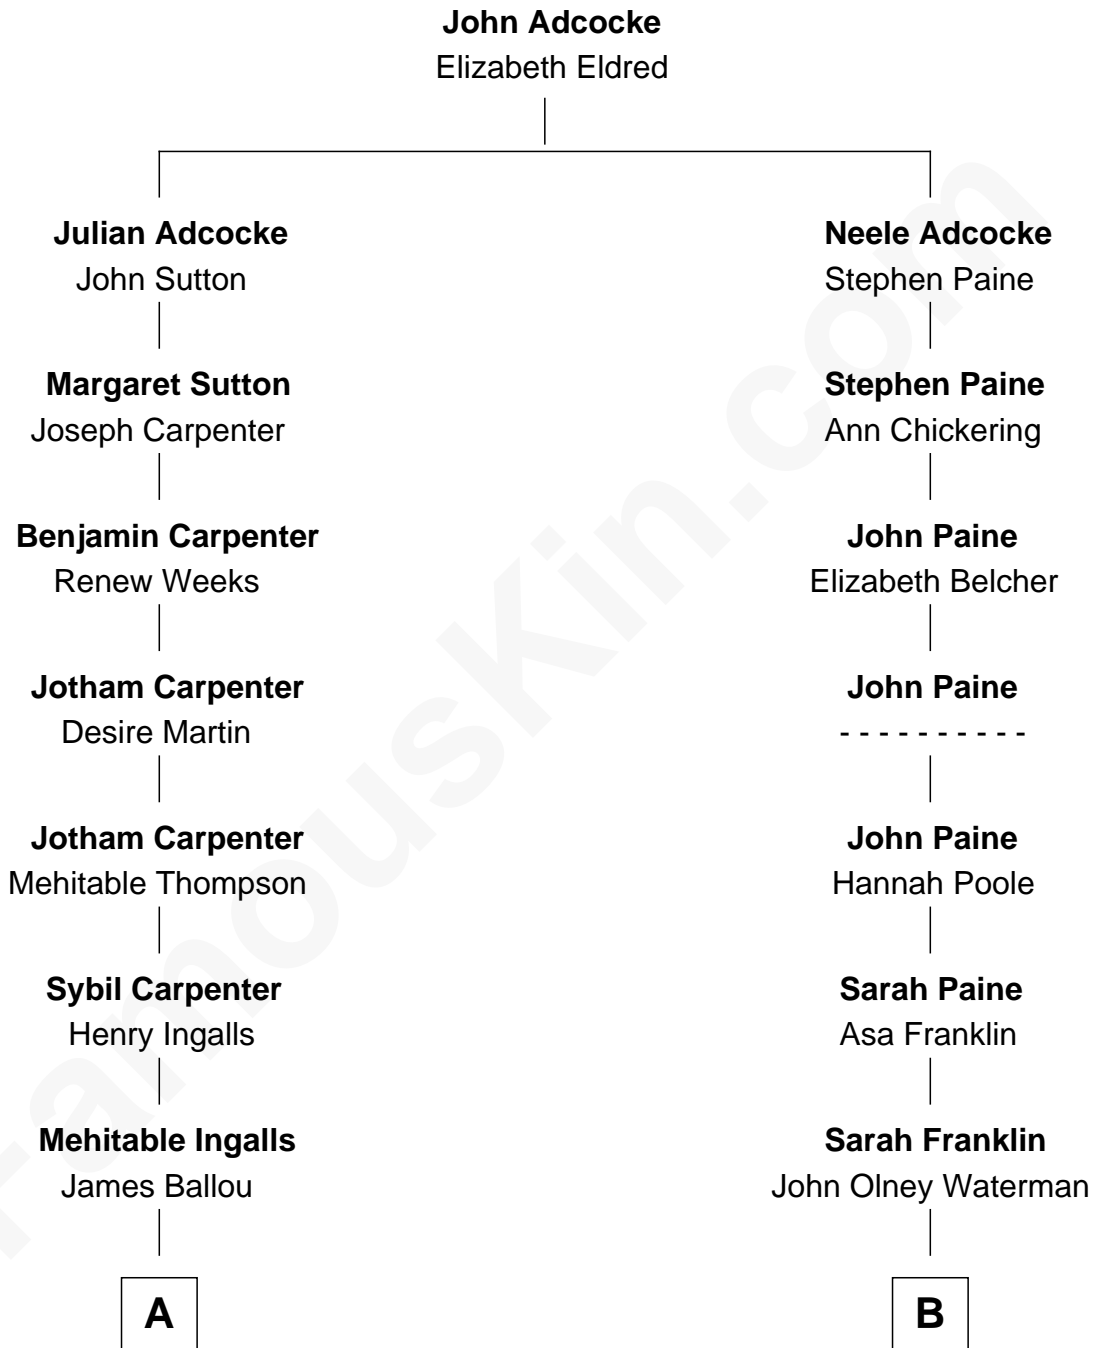 John Adcocke
Elizabeth Eldred
Julian Adcocke
John Sutton
Neele Adcocke
Stephen Paine
Margaret Sutton
Joseph Carpenter
Stephen Paine
Ann Chickering
Benjamin Carpenter
Renew Weeks
John Paine
Elizabeth Belcher
Jotham Carpenter
Desire Martin
John Paine
- - - - - - - - - -
Jotham Carpenter
Mehitable Thompson
John Paine
Hannah Poole
Sybil Carpenter
Henry Ingalls
Sarah Paine
Asa Franklin
Mehitable Ingalls
James Ballou
Sarah Franklin
John Olney Waterman
A
B
FamousKin.com